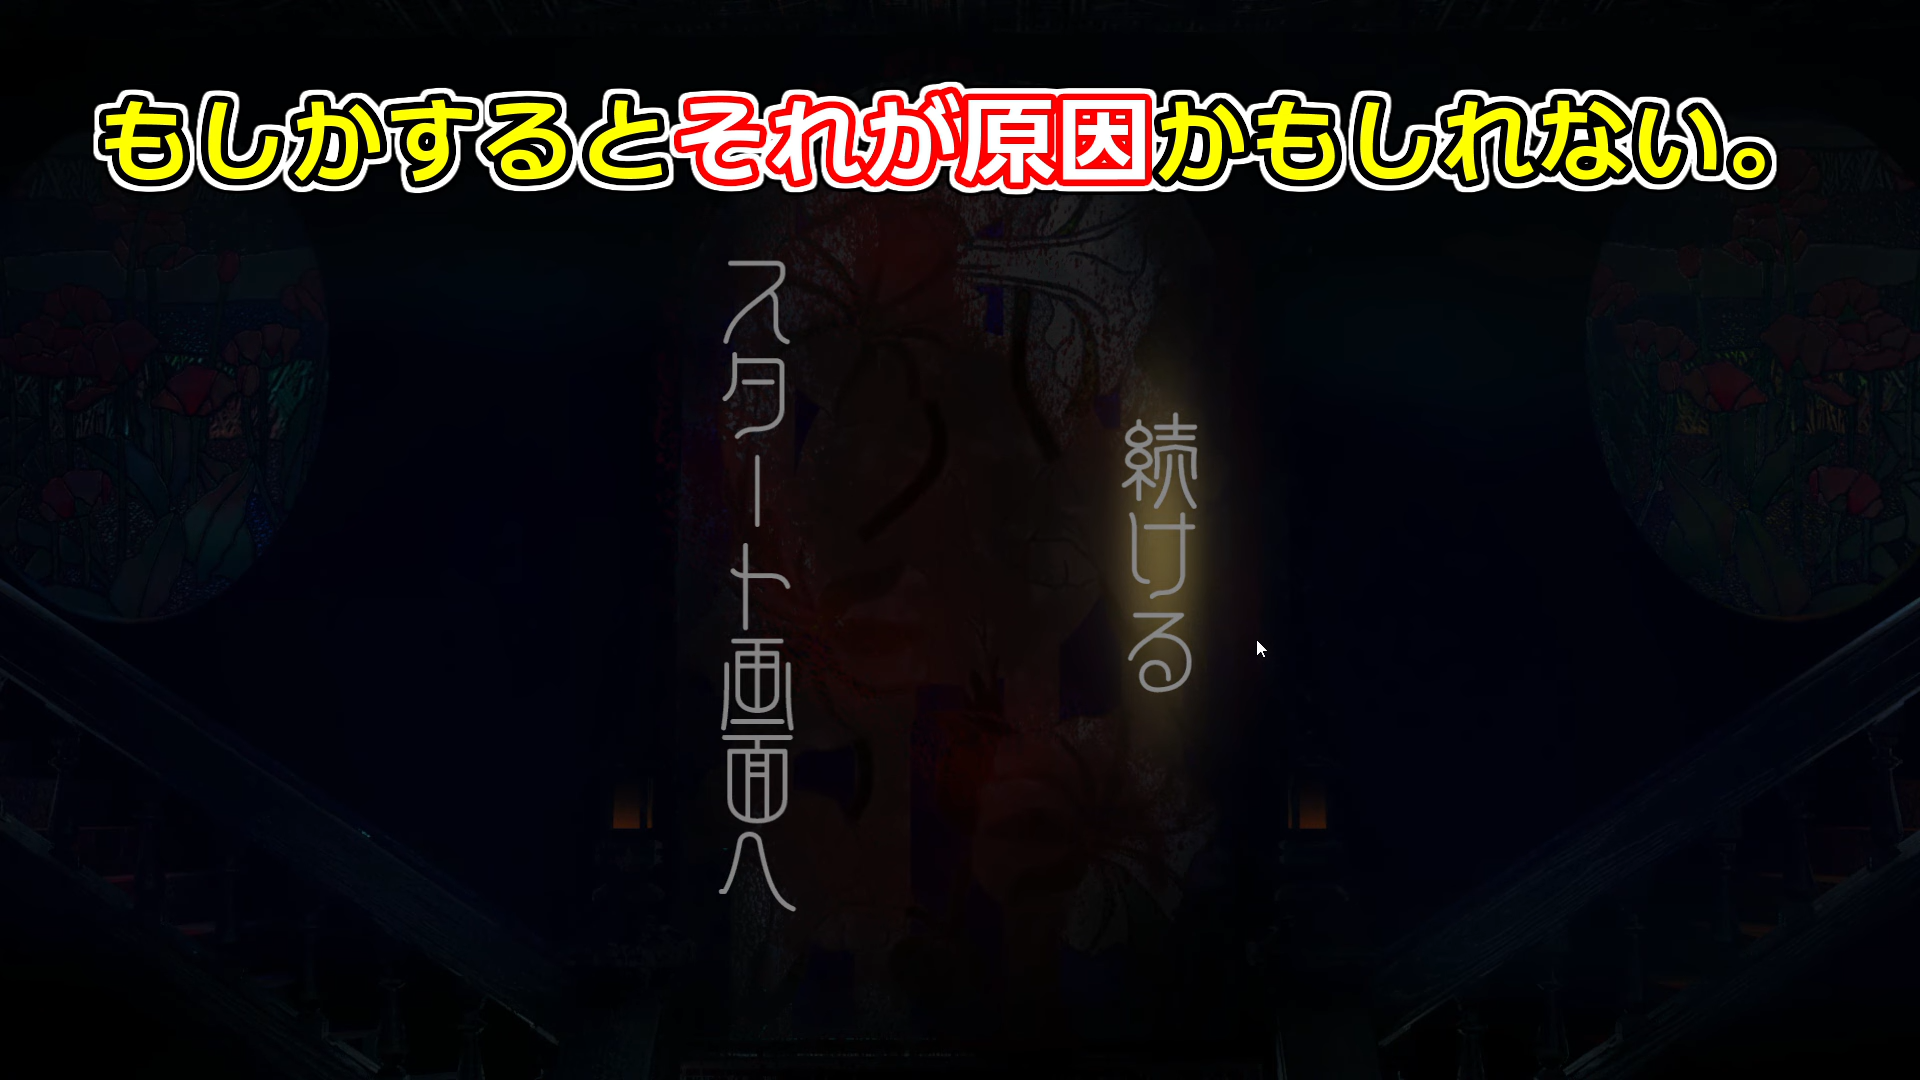 もしかするとそれが原因かもしれない。
続ける
スタート画面へ